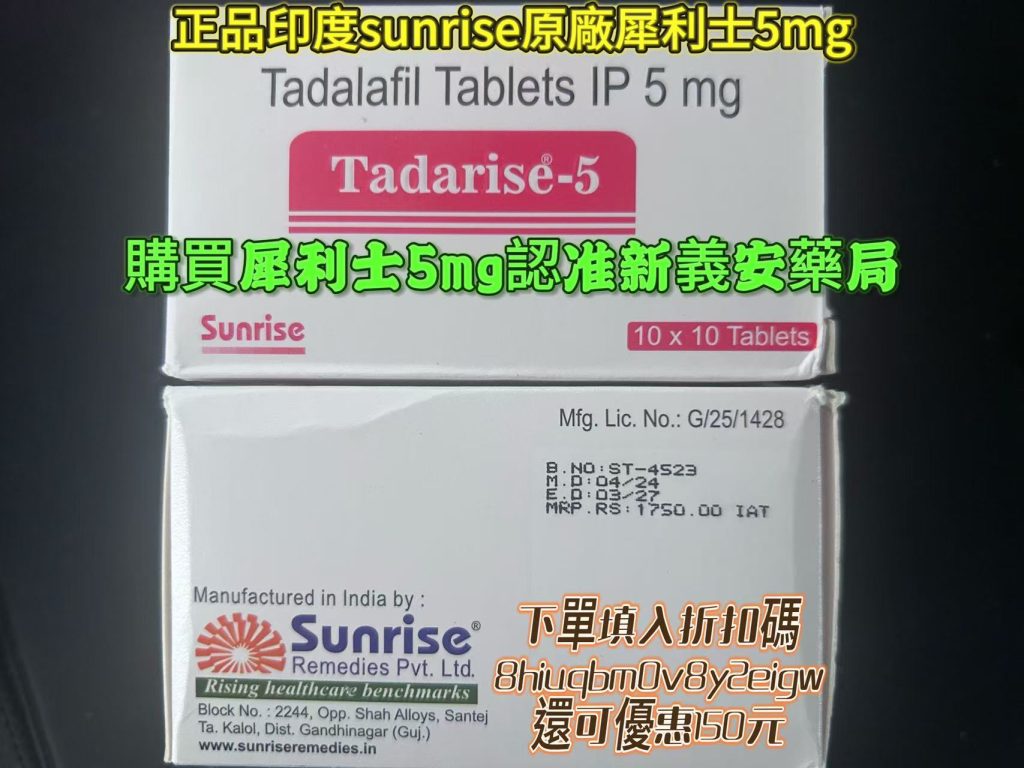 正品印度sunrise原廠犀利士5mg
Tadalafil Tablets IP 5 mg
Tadarise®-5
購買犀利士5mg認准新義安藥局
Sunrise
10 x 10 Tablets
Mfg. Lic. No.: G/25/1428
B.NO:ST-4523
M.D:04/24
E.D:03/27
MRP.RS:1750.00 IAT
Manufactured in India by :
Sunrise®
Remedies Pvt. Ltd.
Rising healthcare benchmarks
Block No. : 2244, Opp. Shah Alloys, Santej
Ta. Kalol, Dist. Gandhinagar (Guj.)
www.sunriseremedies.in
下單填入折扣碼
8hiuqbm0v8y2eigw
還可優惠150元